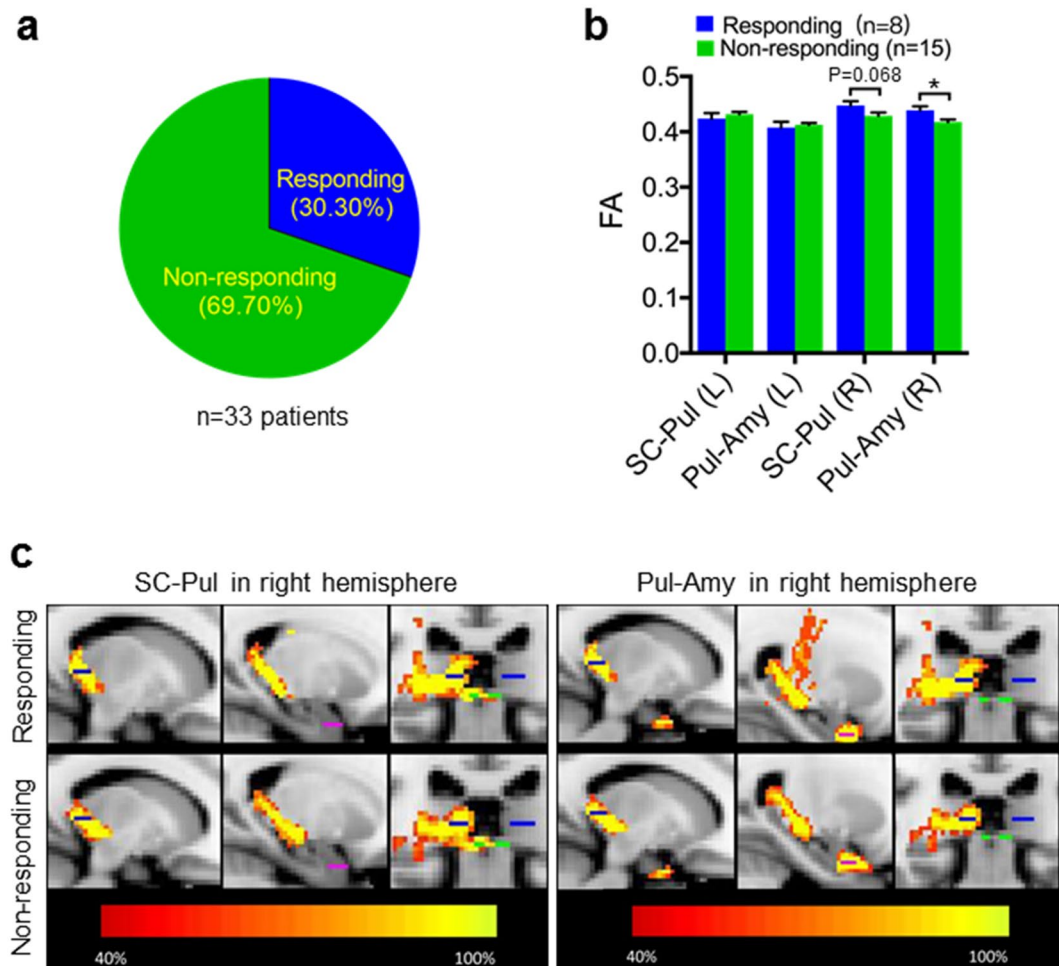 a
Responding
(30.30%)
Non-responding
(69.70%)
n=33 patients
b
Responding (n=8)
Non-responding (n=15)
P=0.068
*
0.5
0.4
0.3
0.2
0.1
0.0
FA
SC-Pul (L)
Pul-Amy (L)
SC-Pul (R)
Pul-Amy (R)
c
SC-Pul in right hemisphere
Pul-Amy in right hemisphere
Responding
Non-responding
40%
100%
40%
100%